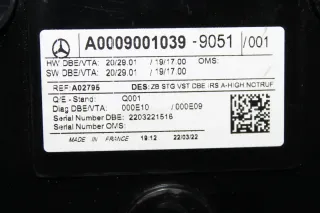 A0009001039 -9051 /001
HW DBE/VTA: 20/29.01 / 19/17.00 OMS:
SW DBE/VTA: 20/29.01 / 19/17.00
REF: A02795 DES: ZB STG VST DBE IRS A-HIGH NOTRUF
Q/E - Stand: Q001
Diag DBE/VTA: 000E10 / 000E09
Serial Number DBE: 2203221516
Serial Number OMS:
MADE IN FRANCE 19:12 22/03/22